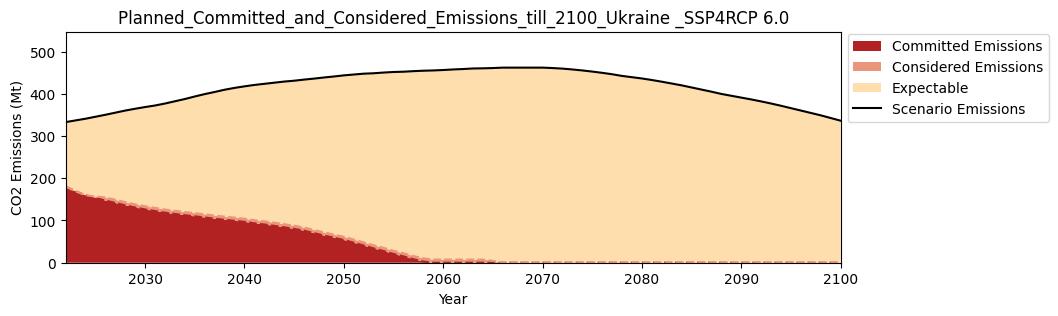 Planned_Committed_and_Considered_Emissions_till_2100_Ukraine _SSP4RCP 6.0
CO2 Emissions (Mt)
500
400
300
200
100
0
2030 2040 2050 2060 2070 2080 2090 2100
Year
Committed Emissions
Considered Emissions
Expectable
Scenario Emissions